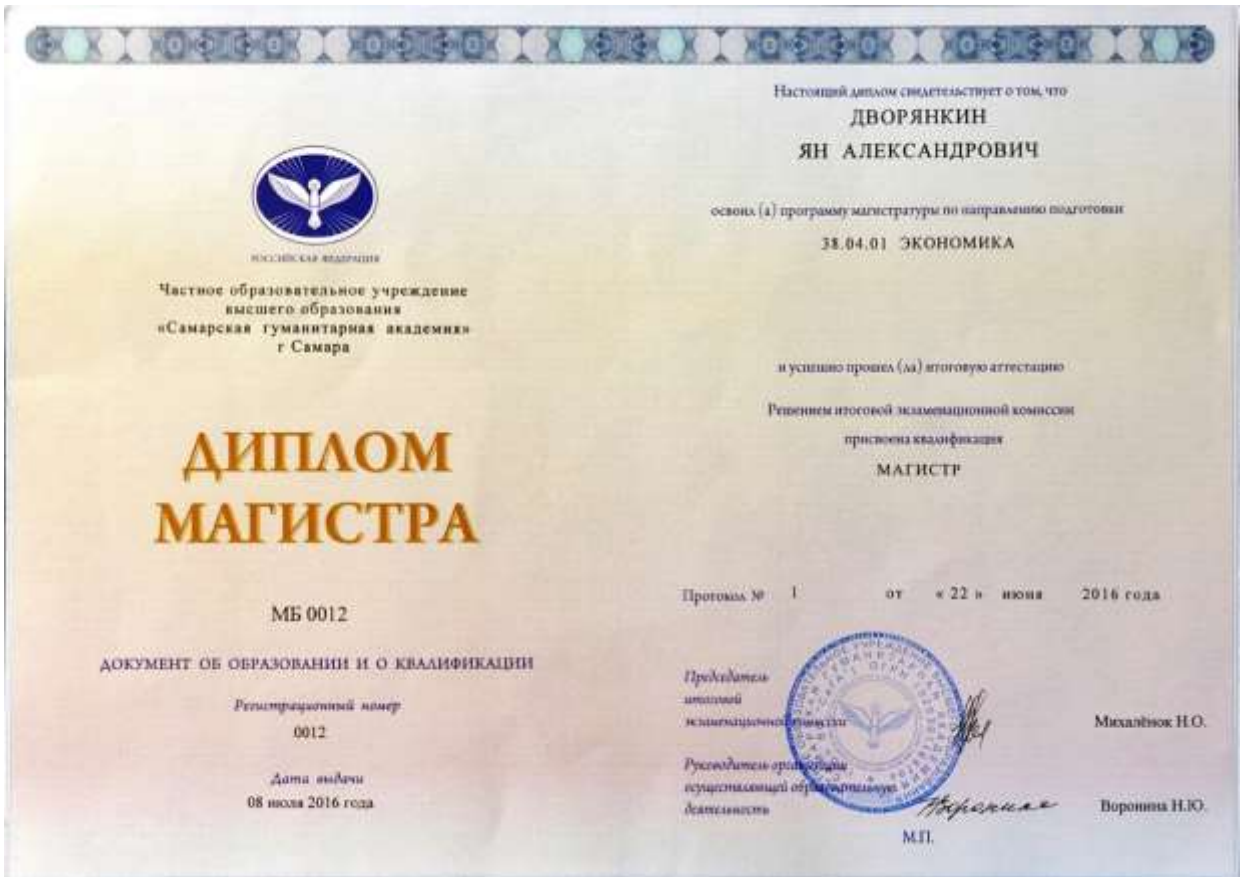 РОССИЙСКАЯ ФЕДЕРАЦИЯ
Частное образовательное учреждение
высшего образования
«Самарская гуманитарная академия»
г Самара
ДИПЛОМ
МАГИСТРА
МБ 0012
ДОКУМЕНТ ОБ ОБРАЗОВАНИИ И О КВАЛИФИКАЦИИ
Регистрационный номер
0012
Дата выдачи
08 июля 2016 года
Настоящий диплом свидетельствует о том, что
ДВОРЯНКИН
ЯН АЛЕКСАНДРОВИЧ
освоил (а) программу магистратуры по направлению подготовки
38.04.01 ЭКОНОМИКА
и успешно прошел (ла) итоговую аттестацию
Решением итоговой экзаменационной комиссии
присвоена квалификация
МАГИСТР
Протокол № 1 от « 22 » июня 2016 года
Председатель
итоговой
экзаменационной комиссии
Михалёнок Н.О.
Руководитель организации
осуществляющей образовательную
деятельность
Воронина Н.Ю.
М.П.